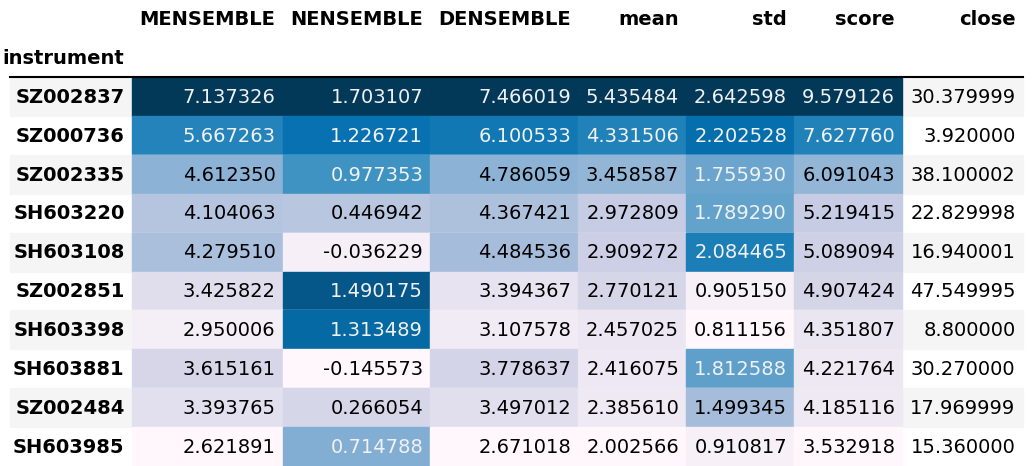 MENSEMBLE NENSEMBLE DENSEMBLE mean std score close
instrument
SZ002837 7.137326 1.703107 7.466019 5.435484 2.642598 9.579126 30.379999
SZ000736 5.667263 1.226721 6.100533 4.331506 2.202528 7.627760 3.920000
SZ002335 4.612350 0.977353 4.786059 3.458587 1.755930 6.091043 38.100002
SH603220 4.104063 0.446942 4.367421 2.972809 1.789290 5.219415 22.829998
SH603108 4.279510 -0.036229 4.484536 2.909272 2.084465 5.089094 16.940001
SZ002851 3.425822 1.490175 3.394367 2.770121 0.905150 4.907424 47.549995
SH603398 2.950006 1.313489 3.107578 2.457025 0.811156 4.351807 8.800000
SH603881 3.615161 -0.145573 3.778637 2.416075 1.812588 4.221764 30.270000
SZ002484 3.393765 0.266054 3.497012 2.385610 1.499345 4.185116 17.969999
SH603985 2.621891 0.714788 2.671018 2.002566 0.910817 3.532918 15.360000